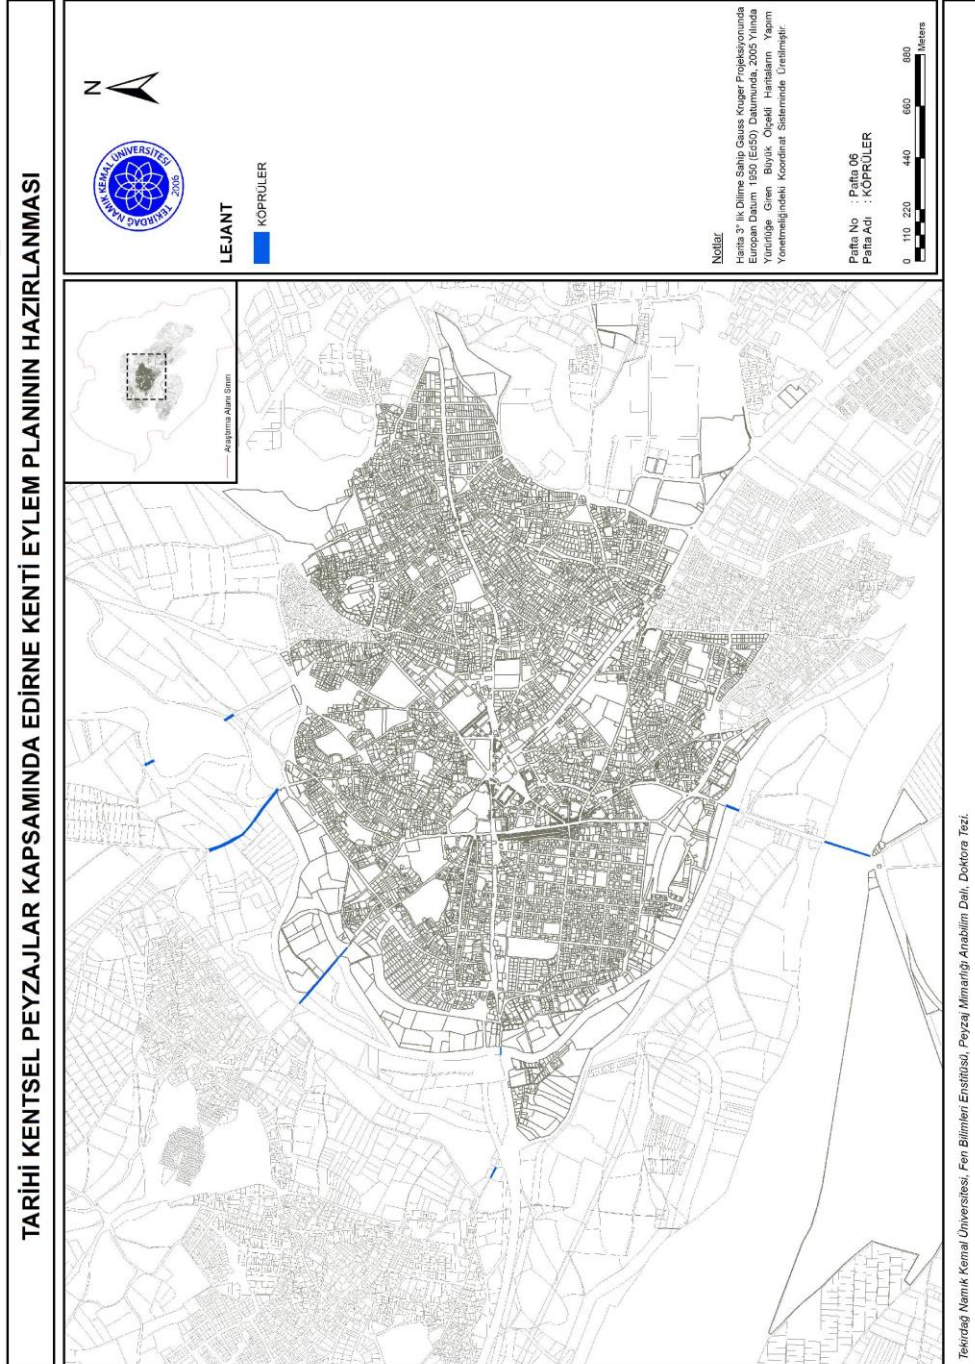 TARİHİ KENTSEL PEYZAJLAR KAPSAMINDA EDİRNE KENTİ EYLEM PLANININ HAZIRLANMASI
Araştırma Alanı Sınırı
N
TEKİRDAĞ NAMIK KEMAL ÜNİVERSİTESİ
2006
LEJANT
KÖPRÜLER
Notlar
Harita 3° lik Dilime Sahip Gauss Kruger Projeksiyonunda
Europan Datum 1950 (Ed50) Datumunda, 2005 Yılında
Yürürlüğe Giren Büyük Ölçekli Haritaların Yapım
Yönetmeliğindeki Koordinat Sisteminde Üretilmiştir.
Pafta No : Pafta 06
Pafta Adı : KÖPRÜLER
0 110 220 440 660 880
Meters
Tekirdağ Namık Kemal Üniversitesi, Fen Bilimleri Enstitüsü, Peyzaj Mimarlığı Anabilim Dalı, Doktora Tezi.